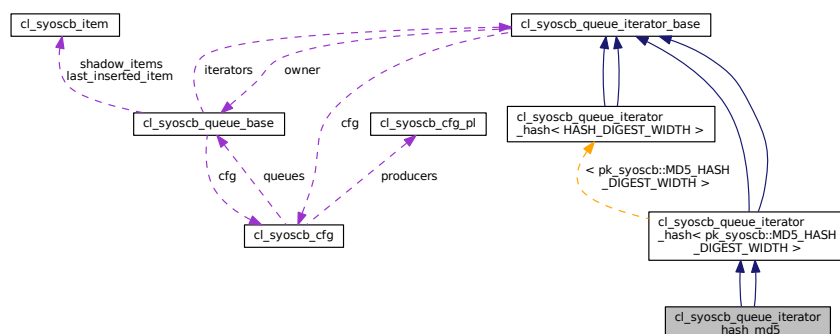 cl_syoscb_item
cl_syoscb_queue_iterator_base
shadow_items
last_inserted_item
iterators
owner
cl_syoscb_queue_base
cfg
cl_syoscb_cfg_pl
cl_syoscb_queue_iterator
_hash< HASH_DIGEST_WIDTH >
cfg
queues
producers
< pk_syoscb::MD5_HASH
_DIGEST_WIDTH >
cl_syoscb_cfg
cl_syoscb_queue_iterator
_hash< pk_syoscb::MD5_HASH
_DIGEST_WIDTH >
cl_syoscb_queue_iterator
_hash_md5